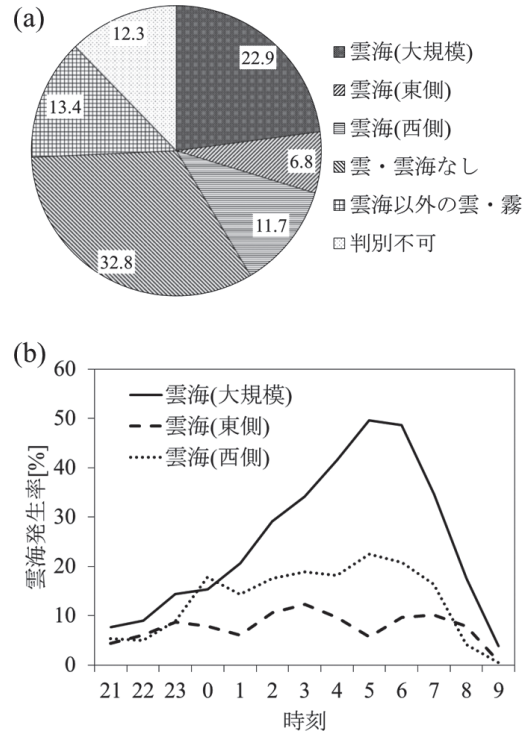 (a)
12.3
22.9
6.8
11.7
32.8
13.4
雲海(大規模)
雲海(東側)
雲海(西側)
雲・雲海なし
雲海以外の雲・霧
判別不可
(b)
雲海発生率[%]
60
50
40
30
20
10
0
雲海(大規模)
雲海(東側)
雲海(西側)
21 22 23 0 1 2 3 4 5 6 7 8 9
時刻